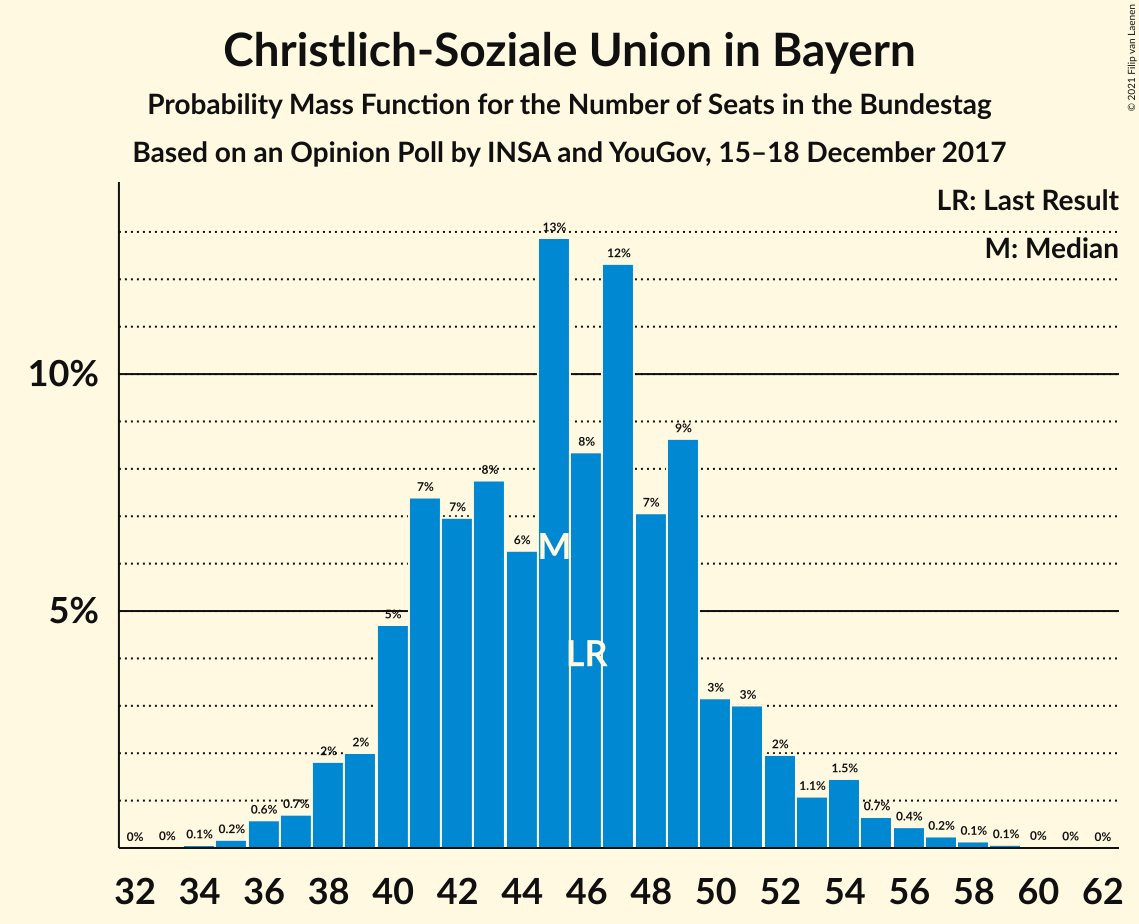 Christlich-Soziale Union in Bayern
Probability Mass Function for the Number of Seats in the Bundestag
Based on an Opinion Poll by INSA and YouGov, 15–18 December 2017
© 2021 Filip van Laenen
LR: Last Result
M: Median
10%
5%
0% 0% 0.1% 0.2% 0.6% 0.7% 2% 2% 5% 7% 7% 8% 6% 13% 8% 12% 7% 9% 3% 3% 2% 1.1% 1.5% 0.7% 0.4% 0.2% 0.1% 0.1% 0% 0% 0%
M
LR
32 34 36 38 40 42 44 46 48 50 52 54 56 58 60 62